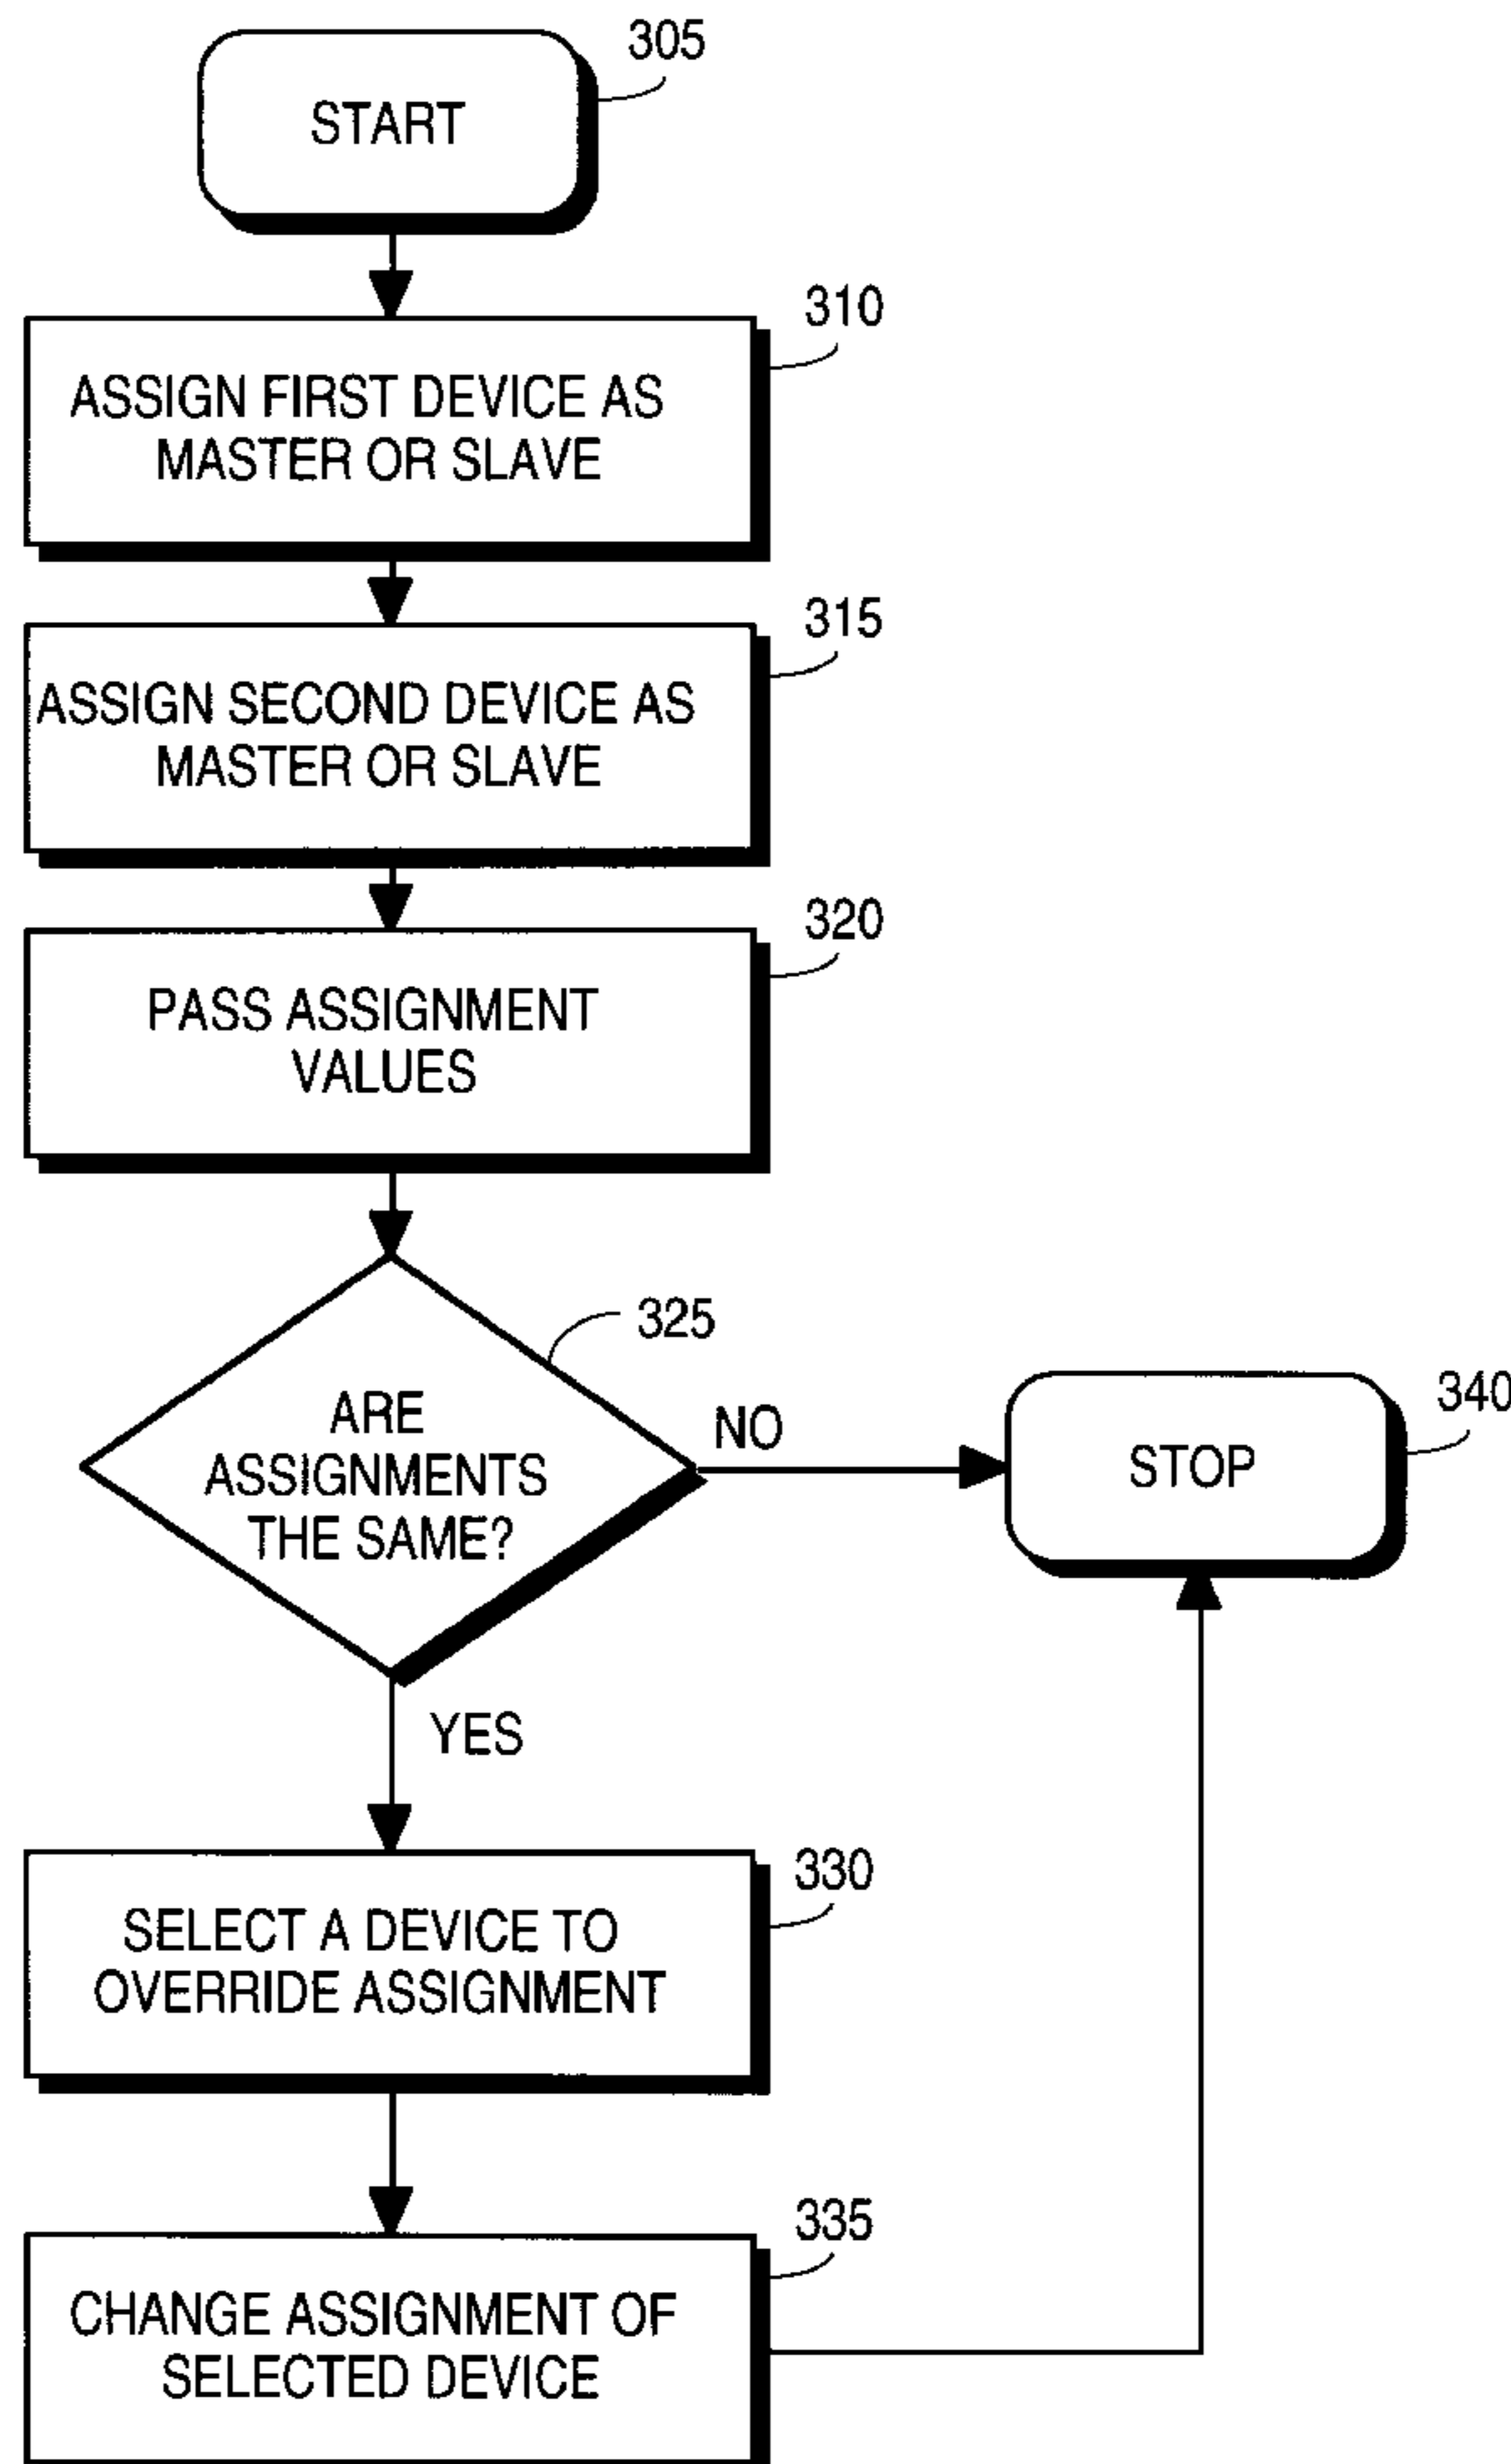 305
START
310
ASSIGN FIRST DEVICE AS
MASTER OR SLAVE
315
ASSIGN SECOND DEVICE AS
MASTER OR SLAVE
320
PASS ASSIGNMENT
VALUES
325
ARE
ASSIGNMENTS
THE SAME?
NO
340
STOP
YES
330
SELECT A DEVICE TO
OVERRIDE ASSIGNMENT
335
CHANGE ASSIGNMENT OF
SELECTED DEVICE